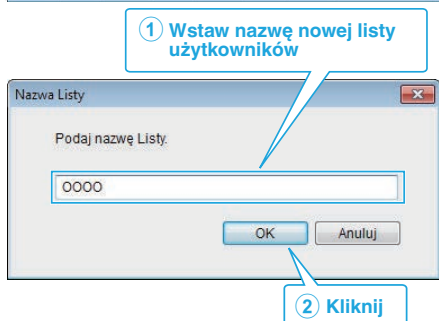 ① Wstaw nazwę nowej listy
użytkowników
Nazwa Listy
Podaj nazwę Listy.
OOOO
OK Anuluj
② Kliknij